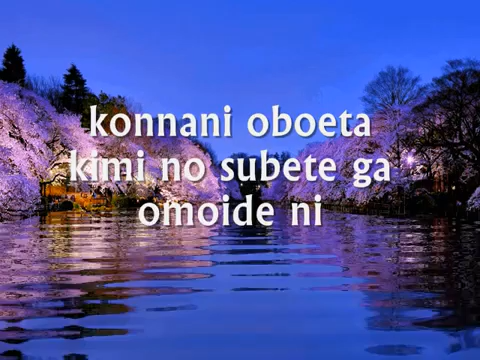 konnani oboeta
kimi no subete ga
omoide ni